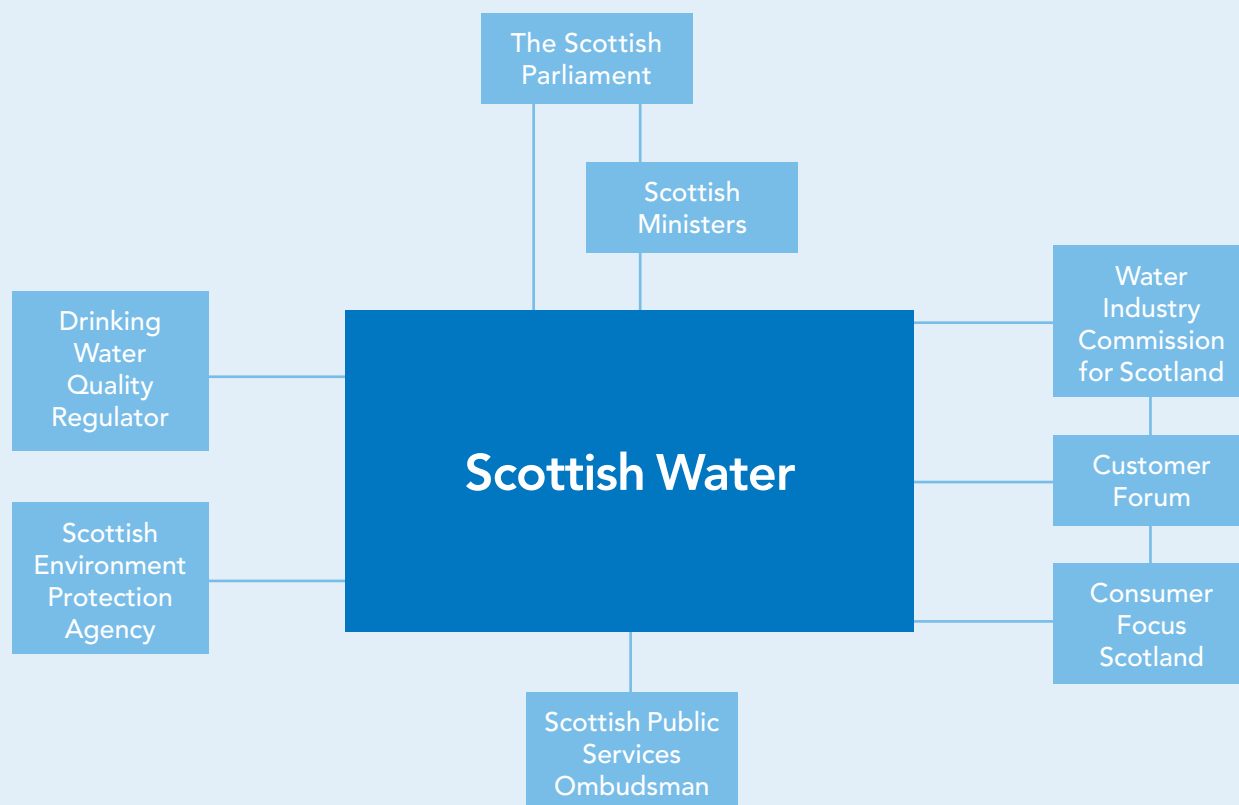 The Scottish
Parliament
Scottish
Ministers
Drinking
Water
Quality
Regulator
Scottish
Environment
Protection
Agency
Scottish Water
Water
Industry
Commission
for Scotland
Customer
Forum
Consumer
Focus
Scotland
Scottish Public
Services
Ombudsman